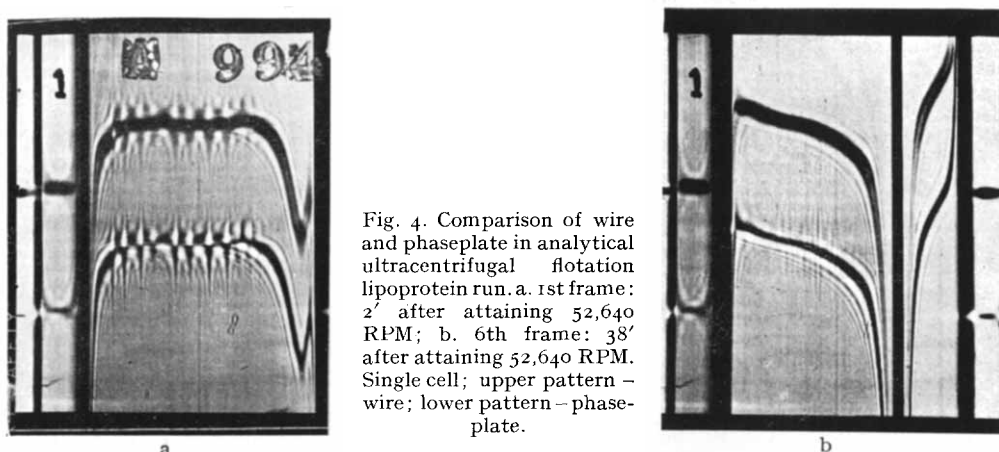 1
A 994
Fig. 4. Comparison of wire
and phaseplate in analytical
ultracentrifugal flotation
lipoprotein run. a. 1st frame:
2′ after attaining 52,640
RPM; b. 6th frame: 38′
after attaining 52,640 RPM.
Single cell; upper pattern –
wire; lower pattern – phase-
plate.
1
a
b